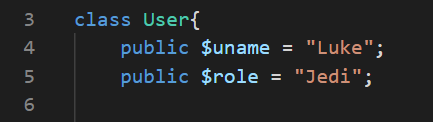 3 class User{
4     public $uname = "Luke";
5     public $role = "Jedi";
6